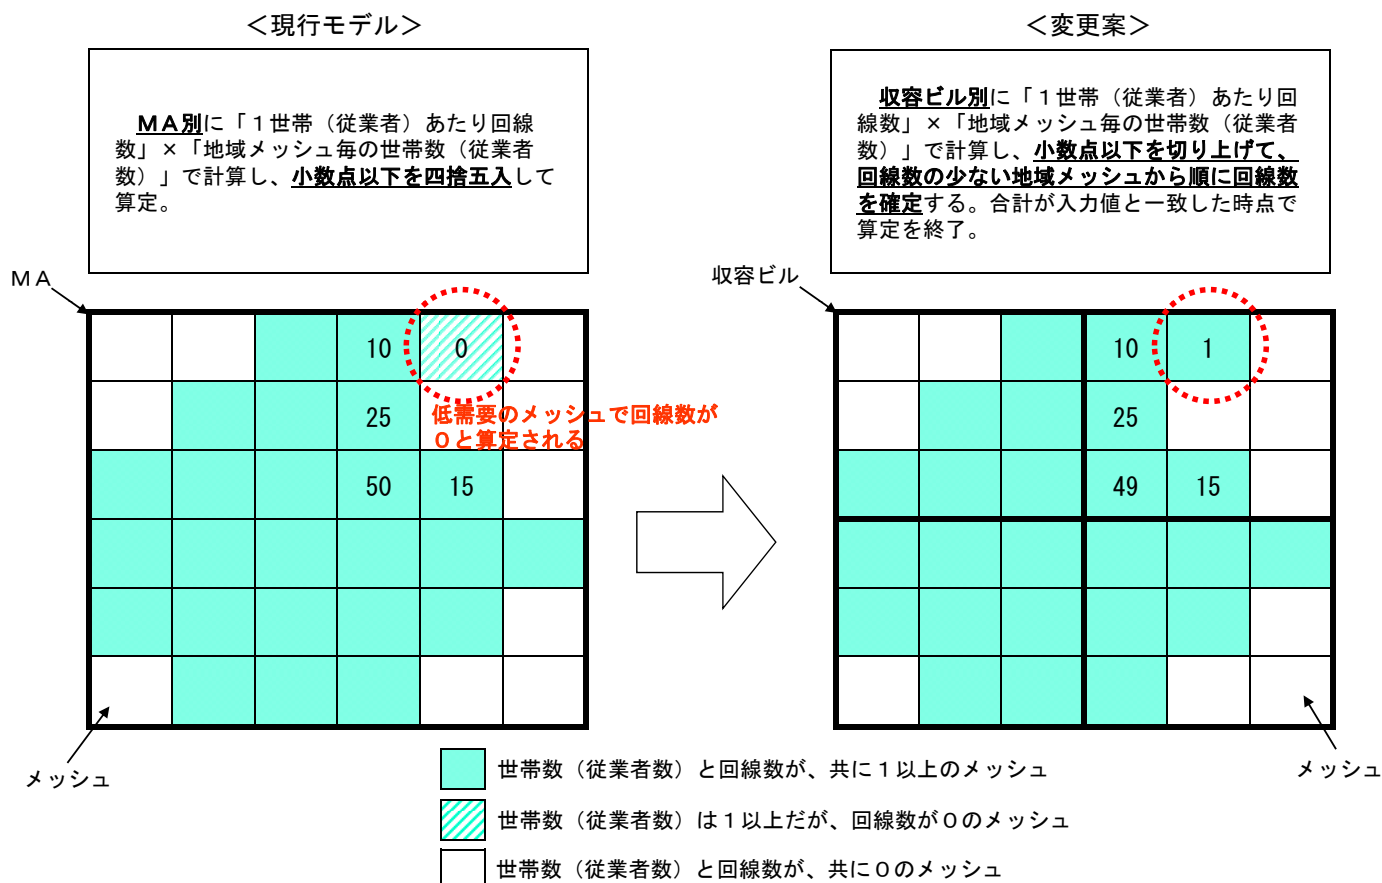 ＜現行モデル＞
ＭＡ別に「１世帯（従業者）あたり回線
数」×「地域メッシュ毎の世帯数（従業者
数）」で計算し、小数点以下を四捨五入して
算定。
＜変更案＞
収容ビル別に「１世帯（従業者）あたり回
線数」×「地域メッシュ毎の世帯数（従業者
数）」で計算し、小数点以下を切り上げて、
回線数の少ない地域メッシュから順に回線数
を確定する。合計が入力値と一致した時点で
算定を終了。
ＭＡ
10
0
25
低需要のメッシュで回線数が
０と算定される
50
15
メッシュ
収容ビル
10
1
25
49
15
メッシュ
世帯数（従業者数）と回線数が、共に１以上のメッシュ
世帯数（従業者数）は１以上だが、回線数が０のメッシュ
世帯数（従業者数）と回線数が、共に０のメッシュ